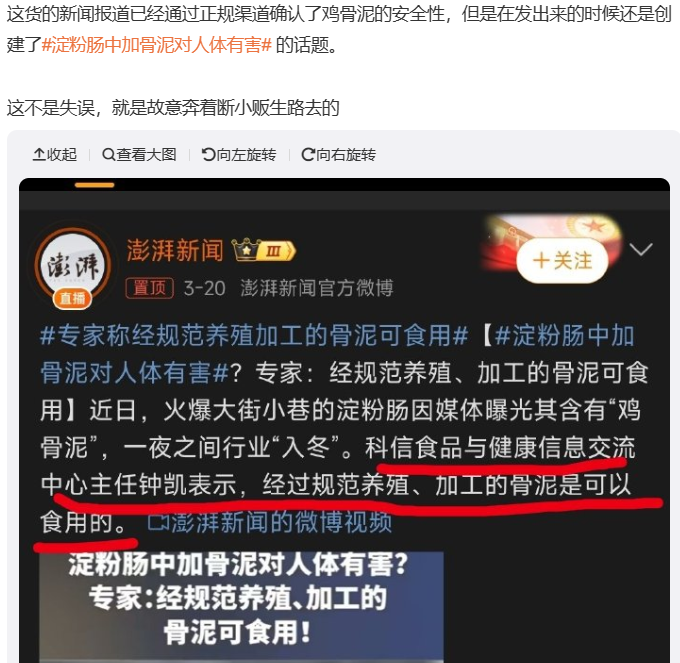 这货的新闻报道已经通过正规渠道确认了鸡骨泥的安全性，但是在发出来的时候还是创
建了#淀粉肠中加骨泥对人体有害# 的话题。
这不是失误，就是故意奔着断小贩生路去的
收起 查看大图 向左旋转 向右旋转
澎湃新闻 III
+关注
置顶 3-20 澎湃新闻官方微博
澎湃
直播
#专家称经规范养殖加工的骨泥可食用#【#淀粉肠中加
骨泥对人体有害#？专家：经规范养殖、加工的骨泥可食
用】近日，火爆大街小巷的淀粉肠因媒体曝光其含有“鸡
骨泥”，一夜之间行业“入冬”。科信食品与健康信息交流
中心主任钟凯表示，经过规范养殖、加工的骨泥是可以
食用的。 澎湃新闻的微博视频
淀粉肠中加骨泥对人体有害？
专家：经规范养殖、加工的
骨泥可食用！